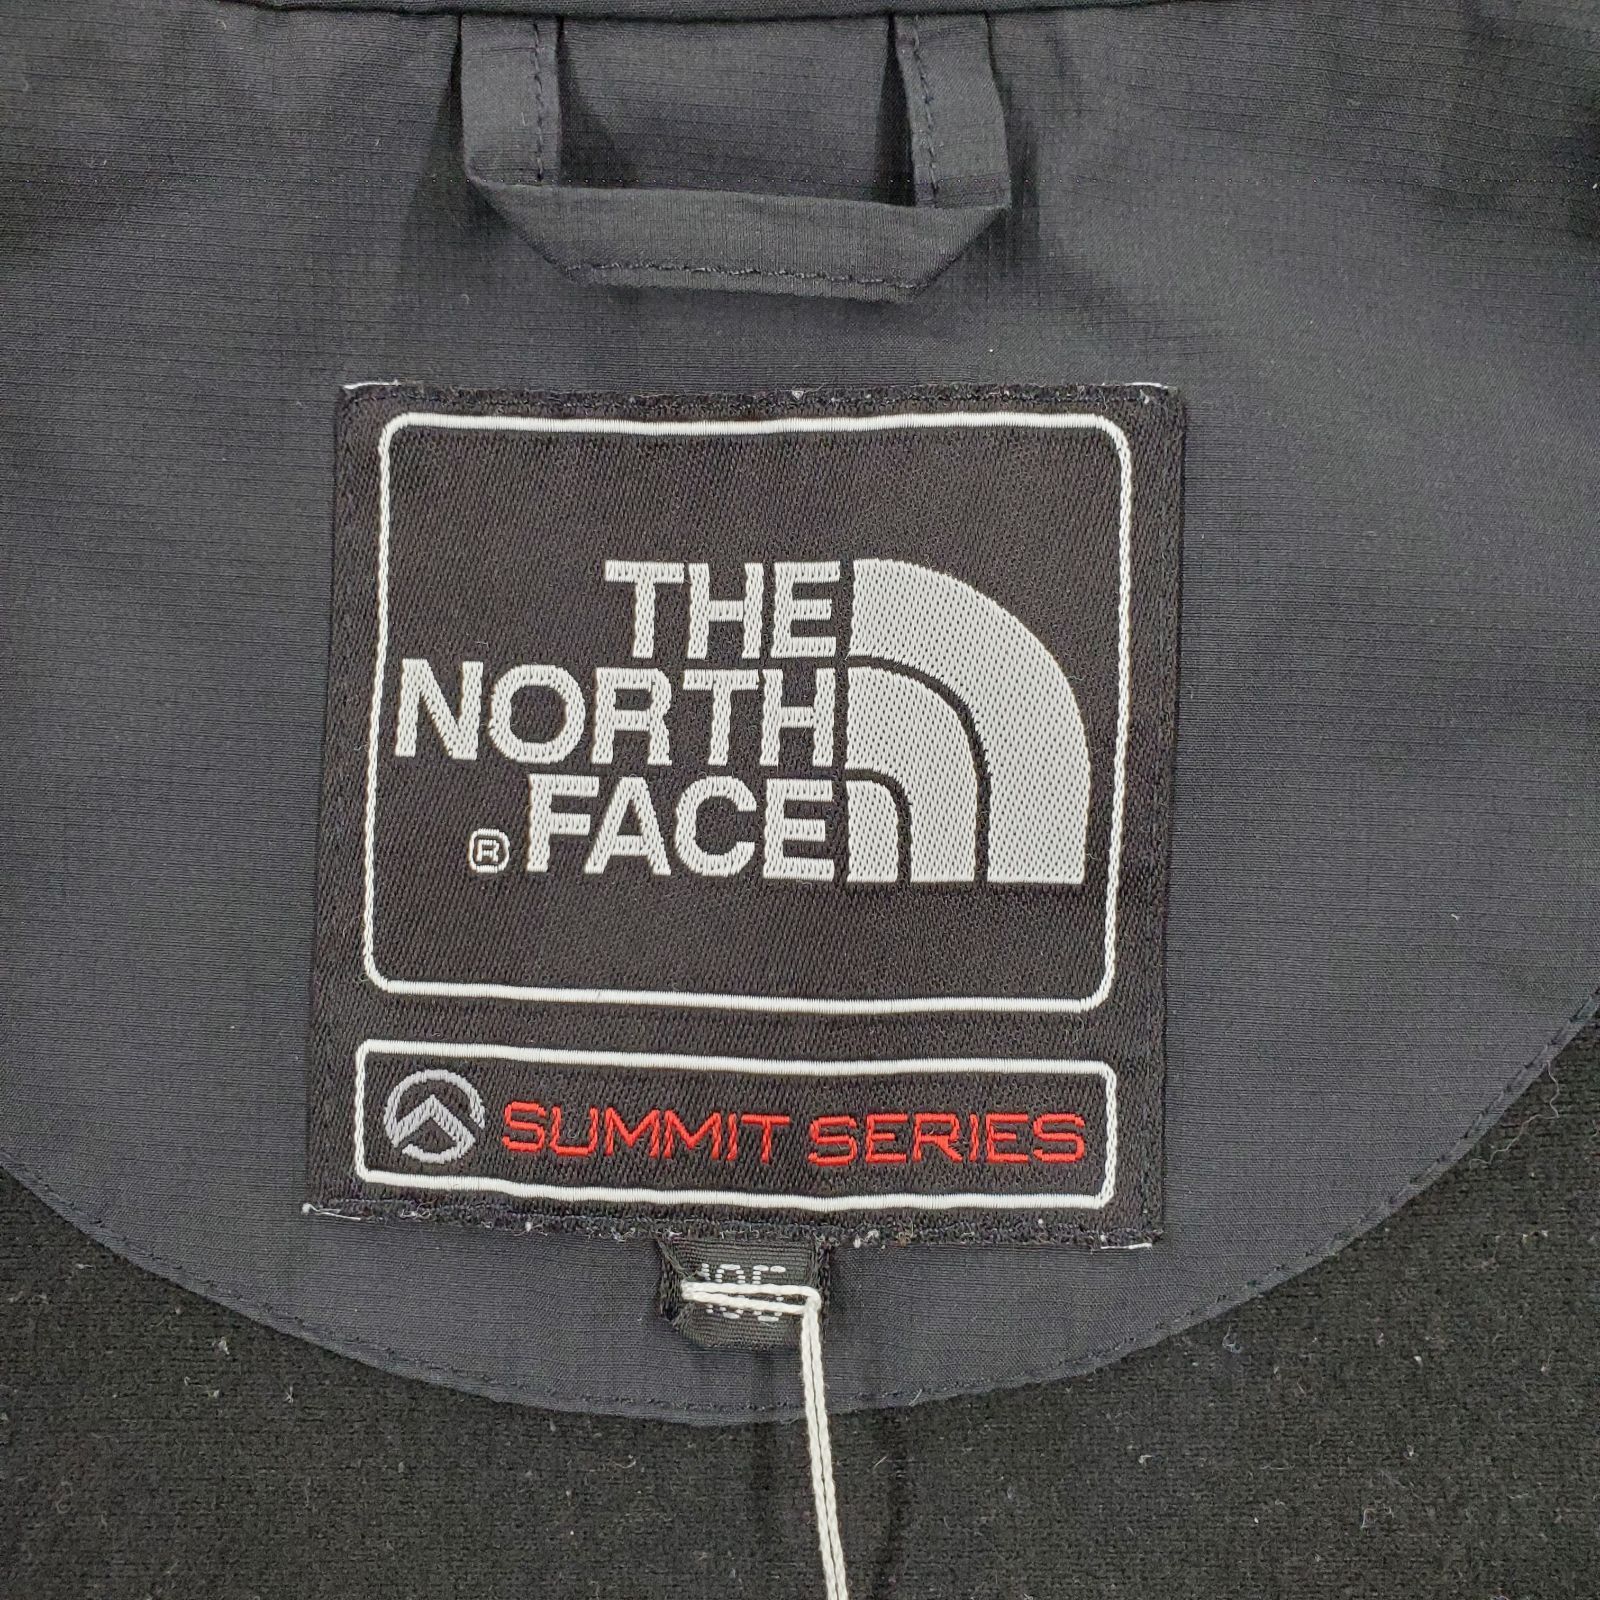 THE
NORTH
® FACE
SUMMIT SERIES